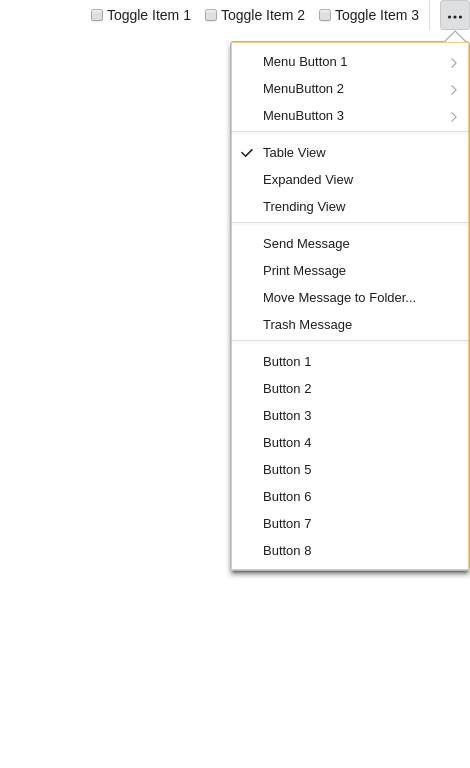 Toggle Item 1 Toggle Item 2 Toggle Item 3
Menu Button 1
MenuButton 2
MenuButton 3
Table View
Expanded View
Trending View
Send Message
Print Message
Move Message to Folder...
Trash Message
Button 1
Button 2
Button 3
Button 4
Button 5
Button 6
Button 7
Button 8